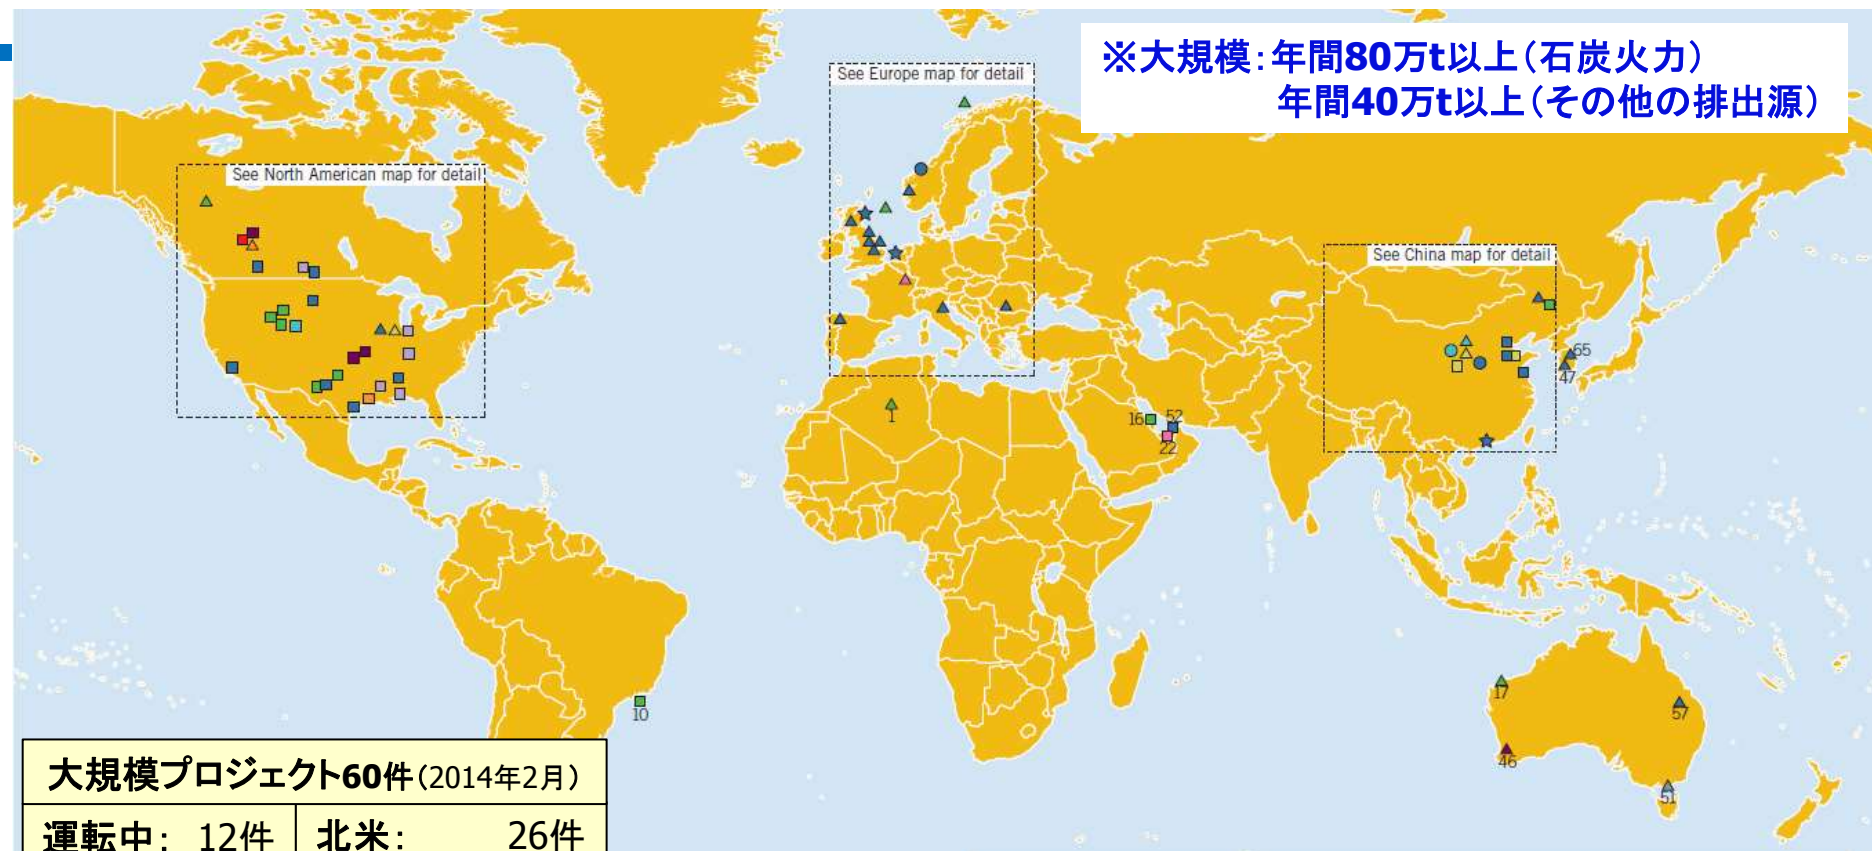 ※大規模：年間80万t以上（石炭火力）
年間40万t以上（その他の排出源）
See Europe map for detail
See North American map for detail
See China map for detail
65
47
1
16
52
22
10
17
57
46
51
大規模プロジェクト60件（2014年2月）
運転中： 12件 北米： 26件